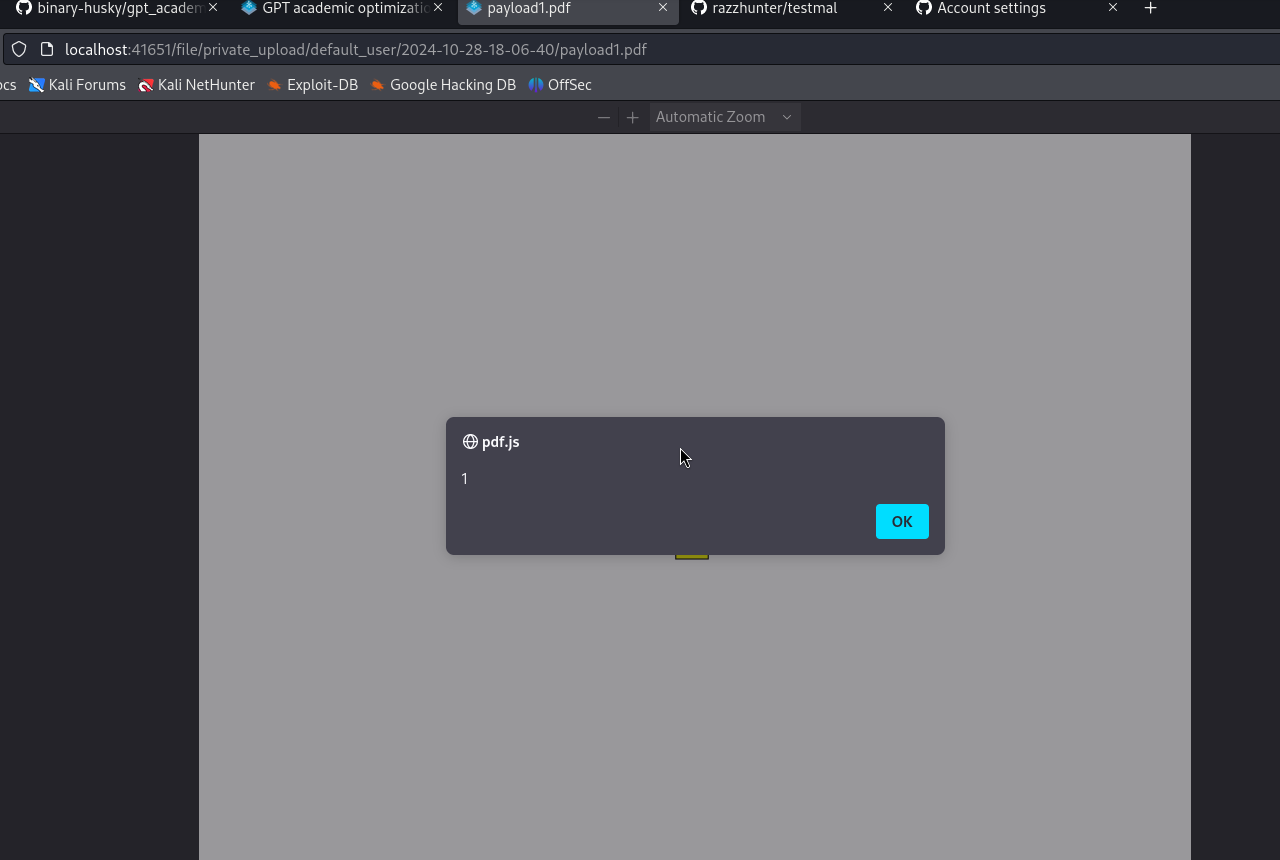 binary-husky/gpt_academ GPT academic optimizatio payload1.pdf razzhunter/testmal Account settings
localhost:41651/file/private_upload/default_user/2024-10-28-18-06-40/payload1.pdf
ocs Kali Forums Kali NetHunter Exploit-DB Google Hacking DB OffSec
Automatic Zoom
pdf.js
1
OK